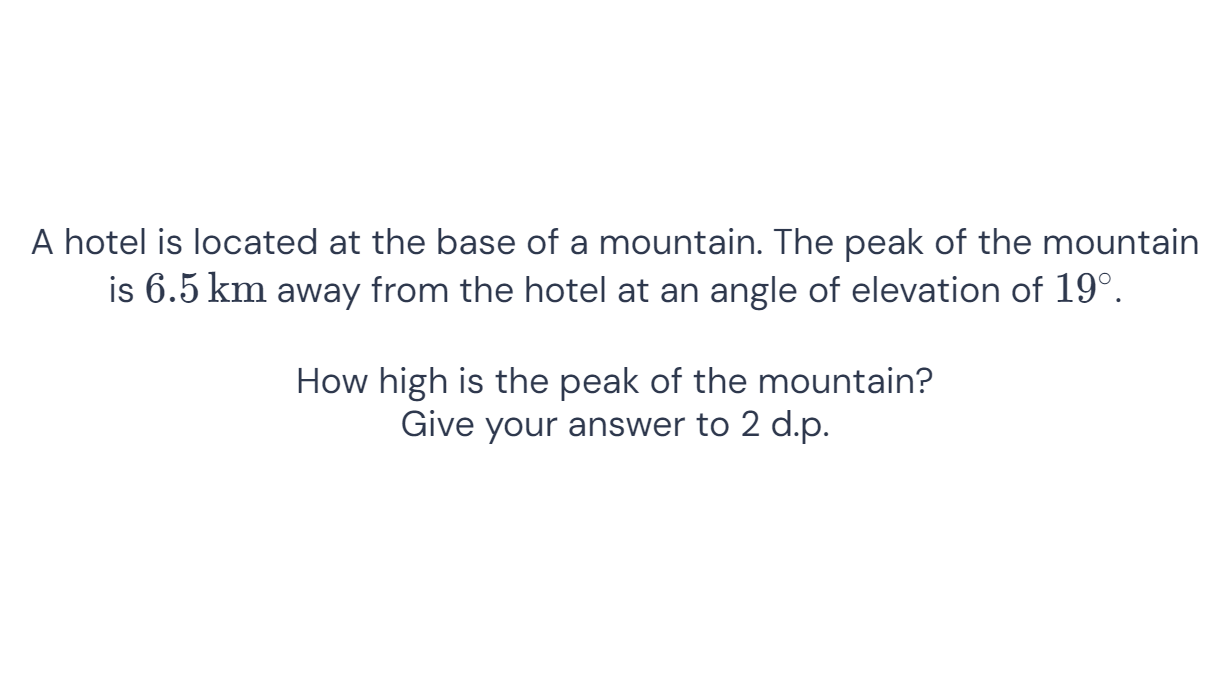 A hotel is located at the base of a mountain. The peak of the mountain
is 6.5 km away from the hotel at an angle of elevation of 19°.
How high is the peak of the mountain?
Give your answer to 2 d.p.